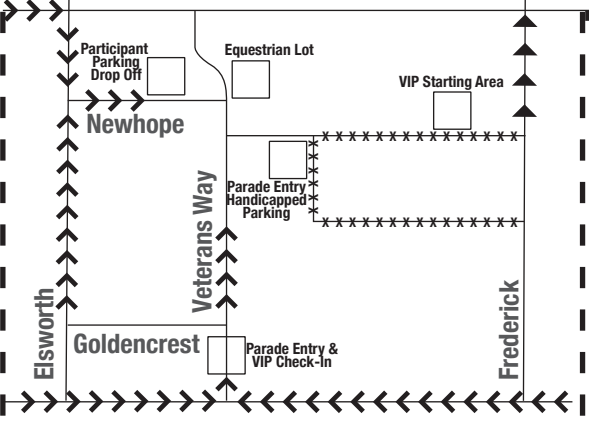 Participant
Parking
Drop Off
Equestrian Lot
VIP Starting Area
Newhope
Parade Entry
Handicapped
Parking
Veterans Way
Elsworth
Frederick
Goldencrest
Parade Entry &
VIP Check-In